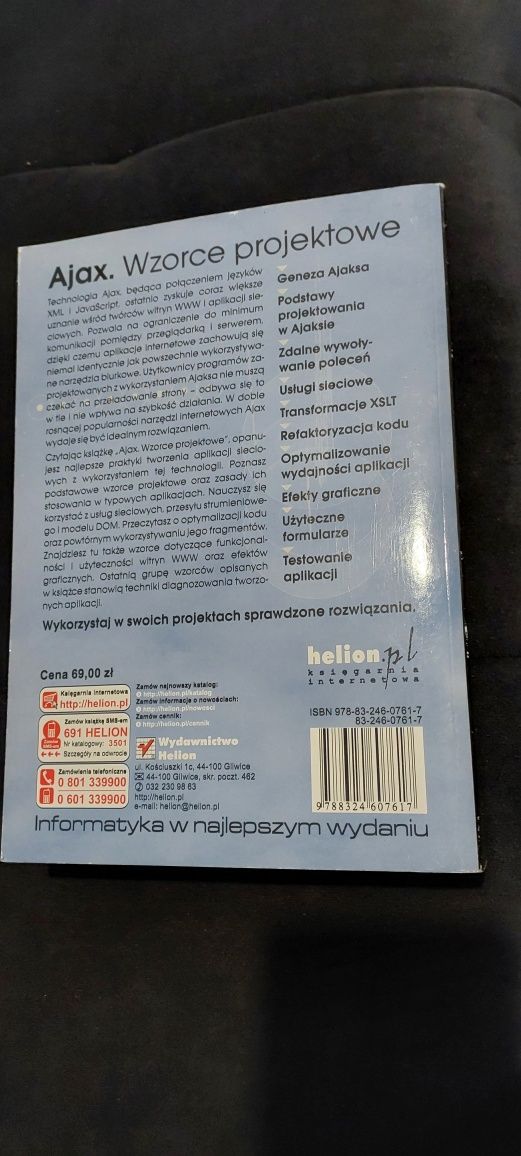 Ajax. Wzorce projektowe
Technologia Ajax, będąca połączeniem języków
XML i JavaScript, ostatnio zyskuje coraz większe
uznanie wśród twórców witryn WWW i aplikacji sie-
ciowych. Pozwala na ograniczenie do minimum
komunikacji pomiędzy przeglądarką i serwerem,
dzięki czemu aplikacje internetowe zachowują się
niemal identycznie jak powszechnie wykorzystywa-
ne narzędzia biurkowe. Użytkownicy programów za-
projektowanych z wykorzystaniem Ajaksa nie muszą
czekać na przeładowanie strony – odbywa się to
w tle i nie wpływa na szybkość działania. W dobie
rosnącej popularności narzędzi internetowych Ajax
wydaje się być idealnym rozwiązaniem.
Czytając książkę „Ajax. Wzorce projektowe", opanu-
jesz najlepsze praktyki tworzenia aplikacji siecio-
wych z wykorzystaniem tej technologii. Poznasz
podstawowe wzorce projektowe oraz zasady ich
stosowania w typowych aplikacjach. Nauczysz się
korzystać z usług sieciowych, przesyłu strumieniowe-
go i modelu DOM. Przeczytasz o optymalizacji kodu
oraz powtórnym wykorzystywaniu jego fragmentów.
Znajdziesz tu także wzorce dotyczące funkcjonal-
ności i użyteczności witryn WWW oraz efektów
graficznych. Ostatnią grupę wzorców opisanych
w książce stanowią techniki diagnozowania tworzo-
nych aplikacji.
Geneza Ajaksa
Podstawy
projektowania
w Ajaksie
Zdalne wywoły-
wanie poleceń
Usługi sieciowe
Transformacje XSLT
Refaktoryzacja kodu
Optymalizowanie
wydajności aplikacji
Efekty graficzne
Użyteczne
formularze
Testowanie
aplikacji
Wykorzystaj w swoich projektach sprawdzone rozwiązania.
Cena 69,00 zł
Księgarnia internetowa
http://helion.pl
Zamów książkę SMS-em
691 HELION
Zamów
SMS-em
Nr katalogowy: 3501
Szczegóły na odwrocie
Zamówienia telefoniczne
0 801 339900
0 601 339900
Zamów najnowszy katalog:
http://helion.pl/katalog
Zamów informacje o nowościach:
http://helion.pl/nowosci
Zamów cennik:
http://helion.pl/cennik
Wydawnictwo
Helion
ul. Kościuszki 1c, 44-100 Gliwice
44-100 Gliwice, skr. poczt. 462
032 230 98 63
http://helion.pl
e-mail: helion@helion.pl
helion.pl
księgarnia
internetowa
ISBN 978-83-246-0761-7
83-246-0761-7
9 788324 607617
Informatyka w najlepszym wydaniu